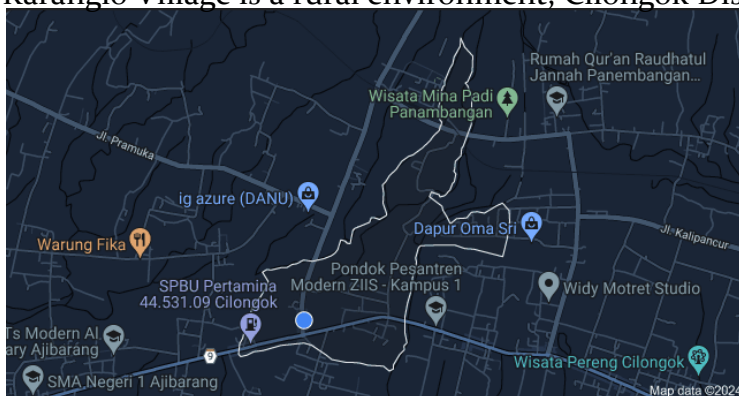 Karanglo Village is a rural environment, Cilongok Dis
Rumah Qur'an Raudhatul
Jannah Panembangan...
Wisata Mina Padi
Panambangan
Jl. Pramuka
ig azure (DANU)
Dapur Oma Sri
Jl. Kalipancur
Warung Fika
SPBU Pertamina
44.531.09 Cilongok
Pondok Pesantren
Modern ZIIS - Kampus 1
Widy Motret Studio
Ts Modern Al
ary Ajibarang
9
Wisata Pereng Cilongok
SMA Negeri 1 Ajibarang
Map data ©2024